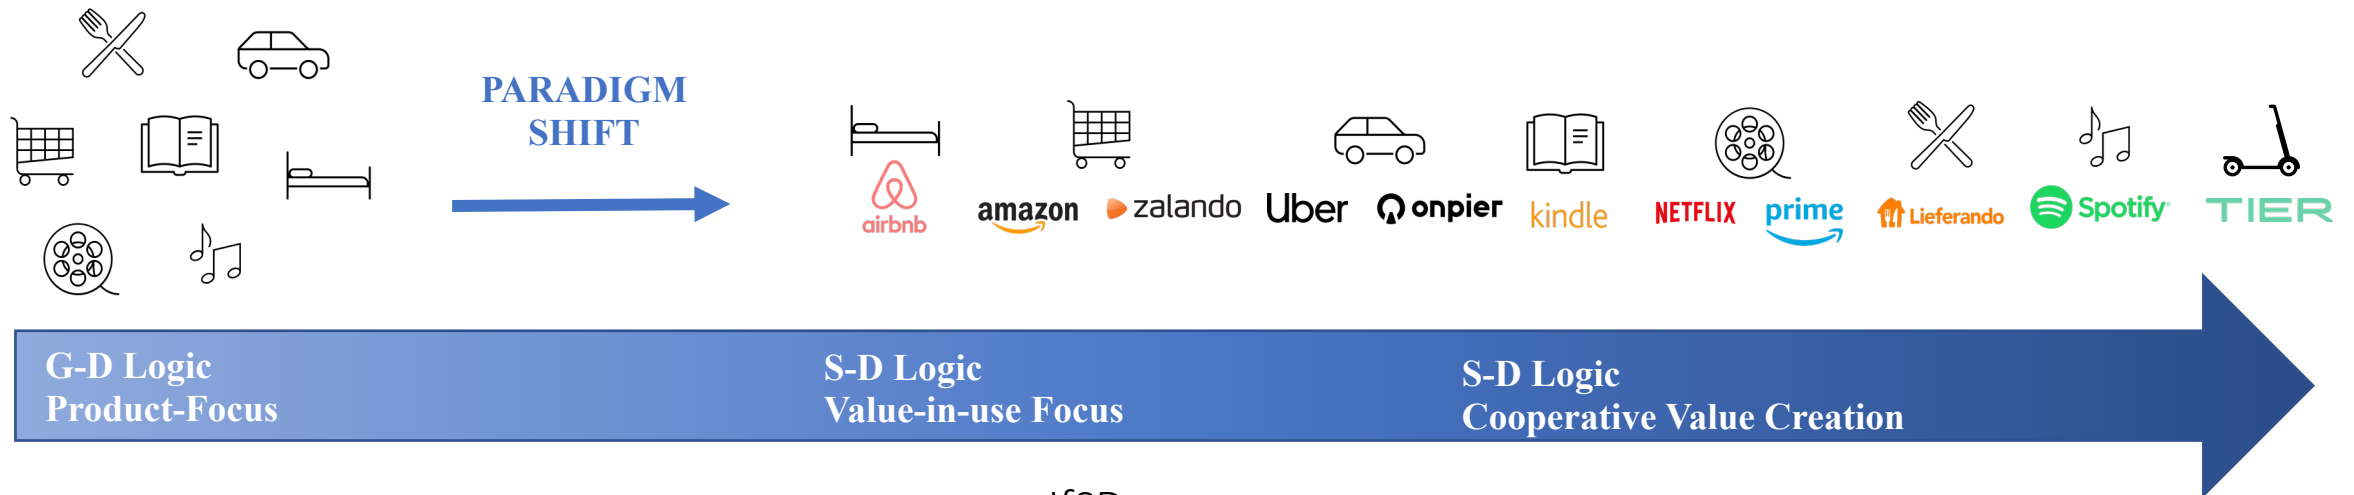 PARADIGM
SHIFT
airbnb
amazon
zalando
Uber
onpier
kindle
NETFLIX
prime
Lieferando
Spotify
TIER
G-D Logic
Product-Focus
S-D Logic
Value-in-use Focus
S-D Logic
Cooperative Value Creation